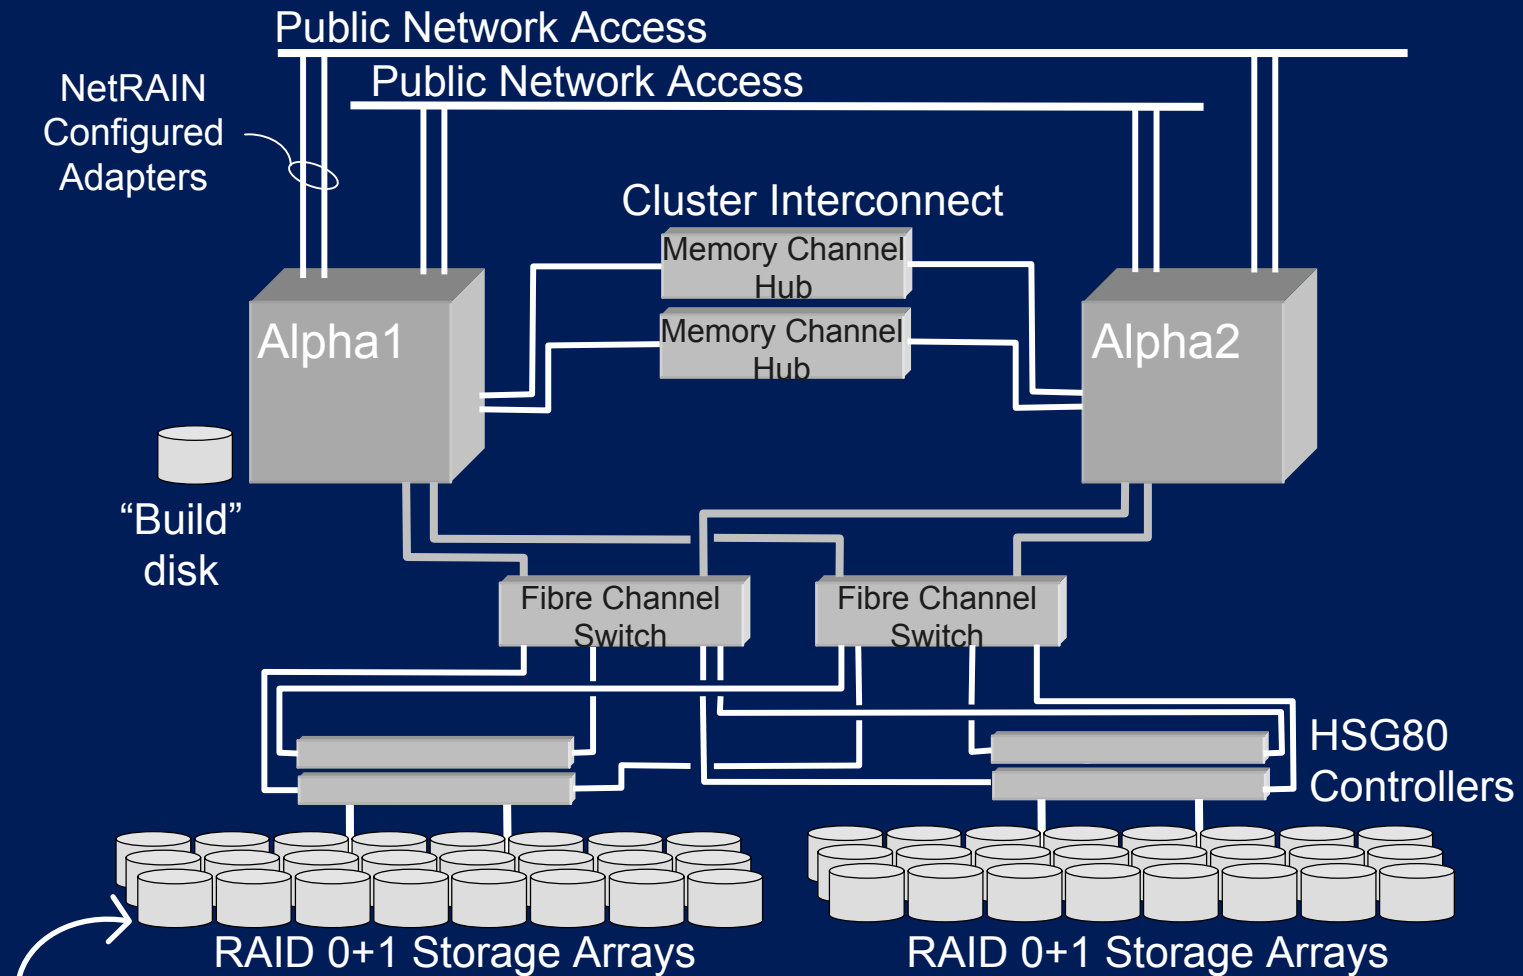 Public Network Access
Public Network Access
NetRAIN
Configured
Adapters
Cluster Interconnect
Memory Channel
Hub
Memory Channel
Hub
Alpha1
Alpha2
“Build”
disk
Fibre Channel
Switch
Fibre Channel
Switch
HSG80
Controllers
RAID 0+1 Storage Arrays
RAID 0+1 Storage Arrays